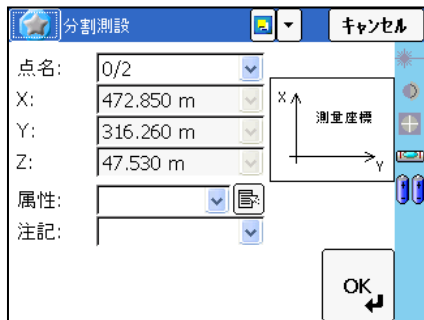 分割測設
キャンセル
点名: 0/2
X: 472.850 m
Y: 316.260 m
Z: 47.530 m
属性:
注記:
X
測量座標
Y
OK